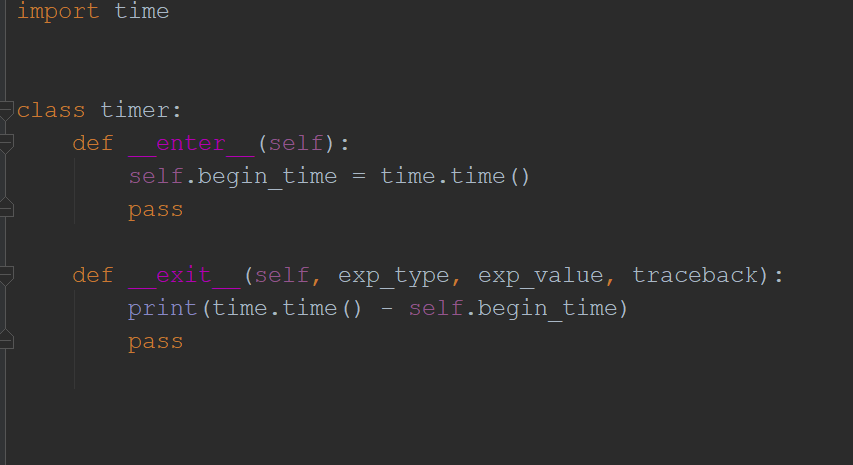 import time
class timer:
    def __enter__(self):
        self.begin_time = time.time()
        pass
    def __exit__(self, exp_type, exp_value, traceback):
        print(time.time() - self.begin_time)
        pass